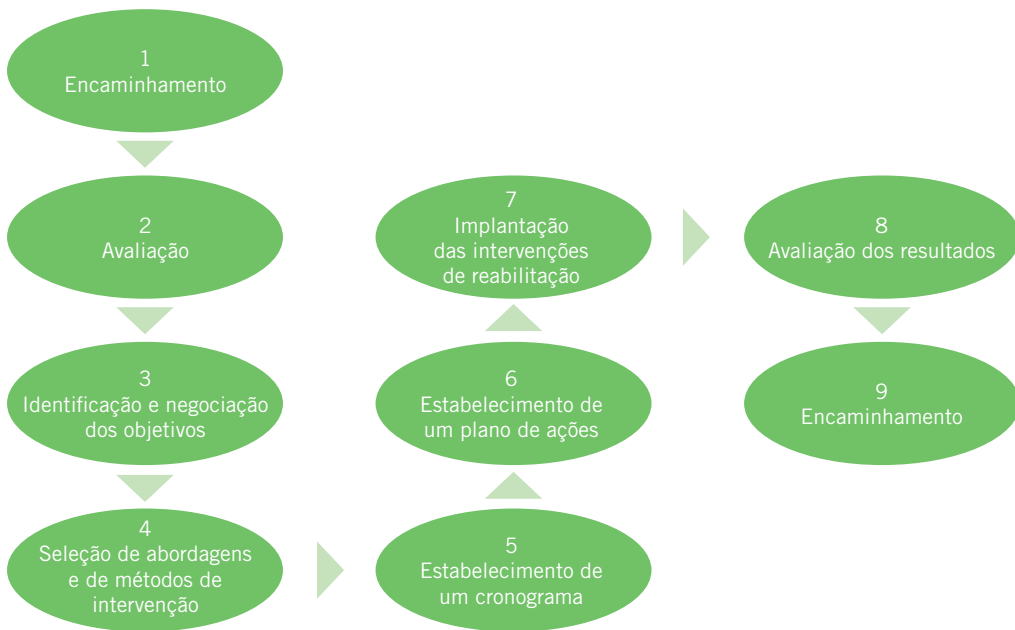 1
Encaminhamento
2
Avaliação
3
Identificação e negociação
dos objetivos
4
Seleção de abordagens
e de métodos de
intervenção
5
Estabelecimento de
um cronograma
6
Estabelecimento de
um plano de ações
7
Implantação
das intervenções
de reabilitação
8
Avaliação dos resultados
9
Encaminhamento